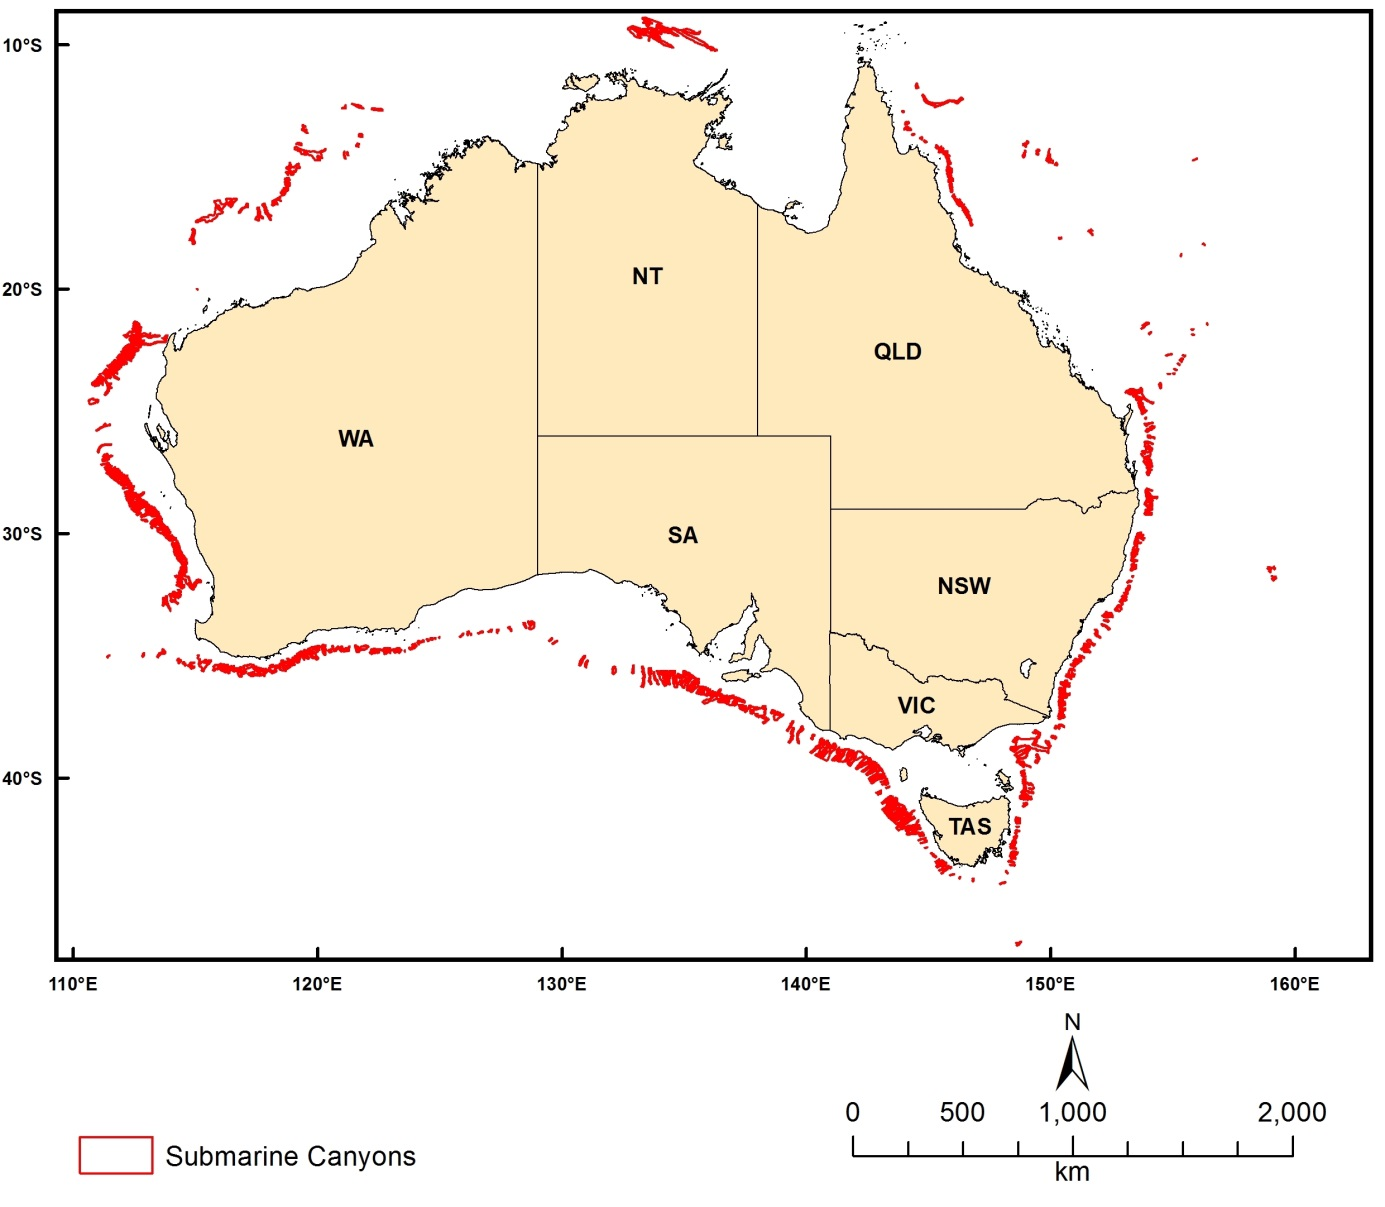 10°S
20°S
30°S
40°S
NT
QLD
WA
SA
NSW
VIC
TAS
110°E 120°E 130°E 140°E 150°E 160°E
N
0 500 1,000 2,000
km
Submarine Canyons